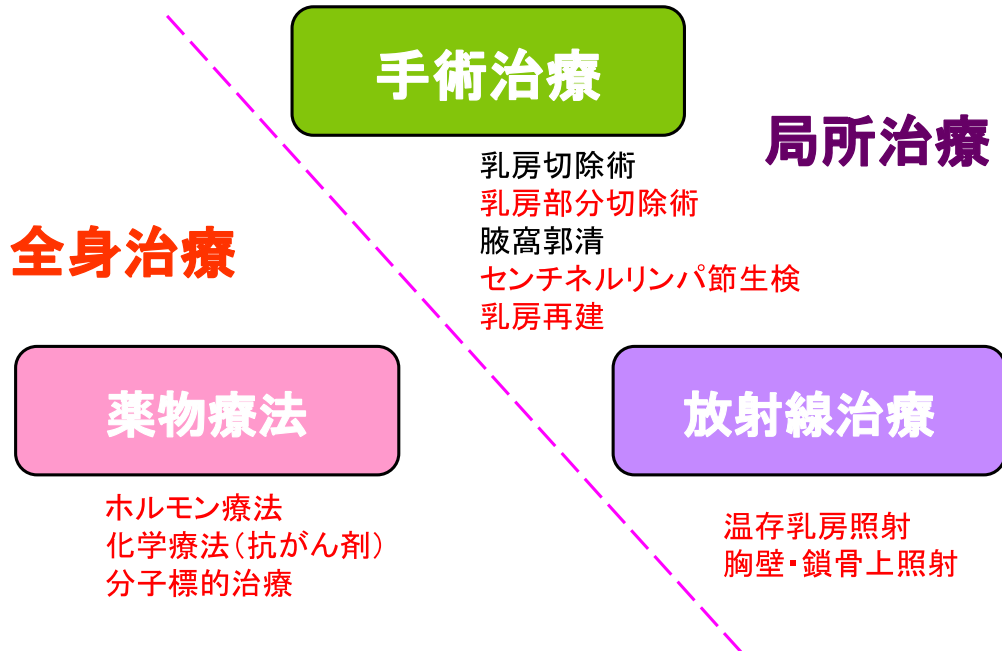 手術治療
局所治療
乳房切除術
乳房部分切除術
腋窩郭清
センチネルリンパ節生検
乳房再建
全身治療
薬物療法
ホルモン療法
化学療法（抗がん剤）
分子標的治療
放射線治療
温存乳房照射
胸壁・鎖骨上照射